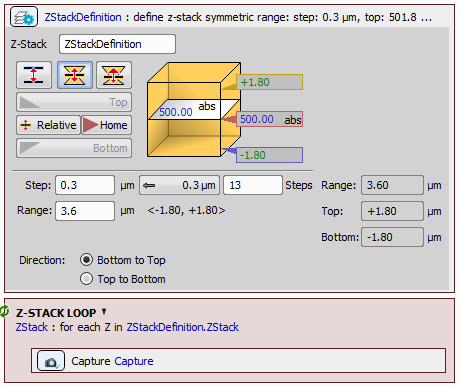 ZStackDefinition : define z-stack symmetric range: step: 0.3 µm, top: 501.8 ...
Z-Stack ZStackDefinition
+1.80
Top
500.00 abs
500.00 abs
Relative Home
Bottom
-1.80
Step: 0.3 µm 0.3 µm 13 Steps Range: 3.60 µm
Range: 3.6 µm <-1.80, +1.80> Top: +1.80 µm
Bottom: -1.80 µm
Direction: Bottom to Top
Top to Bottom
Z-STACK LOOP
ZStack : for each Z in ZStackDefinition.ZStack
Capture Capture